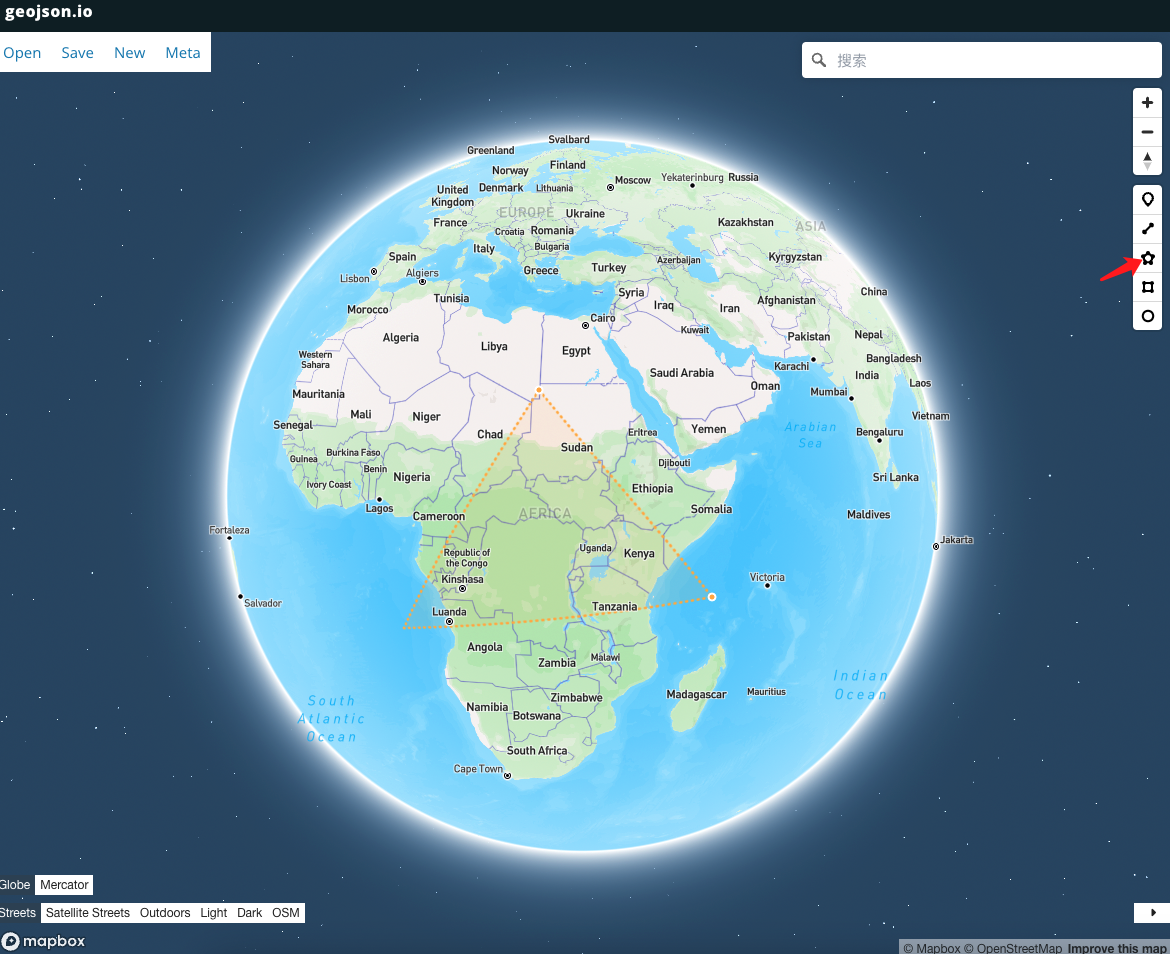 geojson.io
Open Save New Meta
搜索
Svalbard
Greenland
Finland
Norway
Moscow
Yekaterinburg
Russia
United
Kingdom
Denmark
Lithuania
EUROPE
Ukraine
France
Croatia
Romania
Kazakhstan
ASIA
Italy
Bulgaria
Spain
Azerbaijan
Kyrgyzstan
Lisbon
Algiers
Greece
Turkey
Tunisia
Syria
China
Morocco
Iraq
Iran
Afghanistan
Cairo
Algeria
Kuwait
Pakistan
Nepal
Libya
Egypt
Western
Sahara
Karachi
Bangladesh
Saudi Arabia
India
Laos
Mauritania
Oman
Mumbai
Mali
Niger
Vietnam
Senegal
Chad
Eritrea
Yemen
Arabian
Sea
Bengaluru
Burkina Faso
Sudan
Guinea
Benin
Djibouti
Nigeria
Sri Lanka
Ivory Coast
Ethiopia
Lagos
Cameroon
AFRICA
Somalia
Maldives
Fortaleza
Jakarta
Republic of
the Congo
Uganda
Kenya
Kinshasa
Victoria
Salvador
Luanda
Tanzania
Angola
Malawi
Zambia
Indian
Ocean
Madagascar
Mauritius
South
Atlantic
Ocean
Zimbabwe
Namibia
Botswana
South Africa
Cape Town
Globe Mercator
Streets Satellite Streets Outdoors Light Dark OSM
mapbox
© Mapbox © OpenStreetMap Improve this map